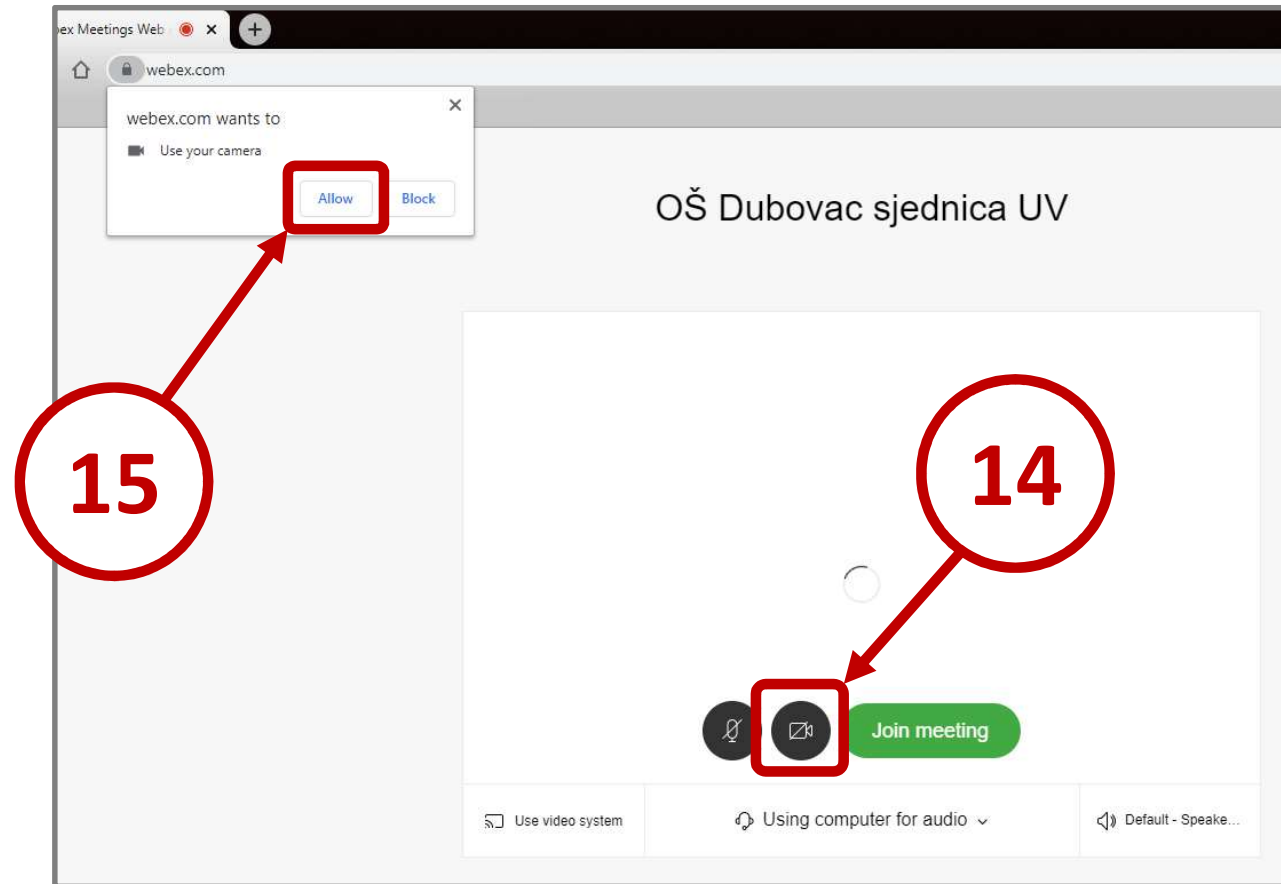 ex Meetings Web
webex.com
webex.com wants to
Use your camera
Allow Block
OŠ Dubovac sjednica UV
15
14
Join meeting
Use video system Using computer for audio Default - Speake...